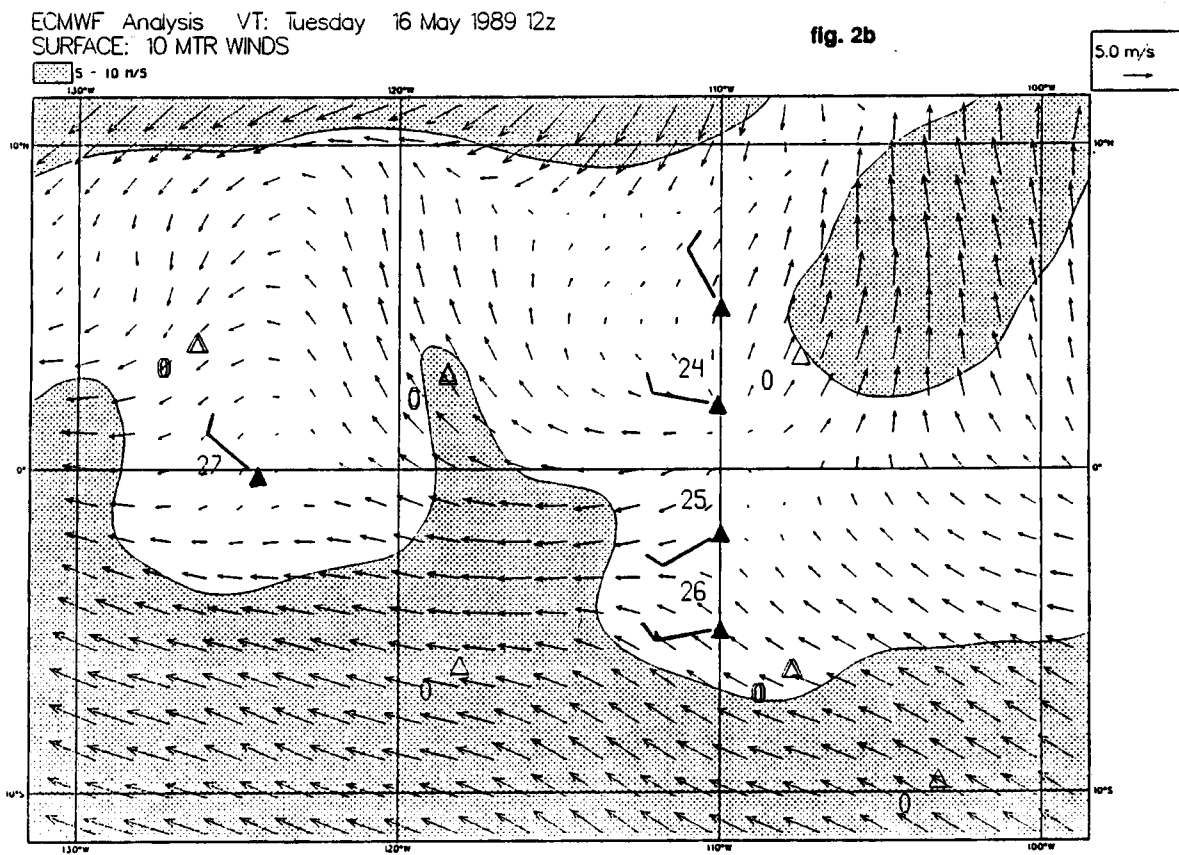 ECMWF Analysis VT: Tuesday 16 May 1989 12z
SURFACE: 10 MTR WINDS
fig. 2b
5 - 10 M/S
5.0 m/s
130°W 120°W 110°W 100°W
10°N 10°N
24
0
0
0
27
0° 0°
25
26
0
0
10°S 10°S
0
130°W 120°W 110°W 100°W